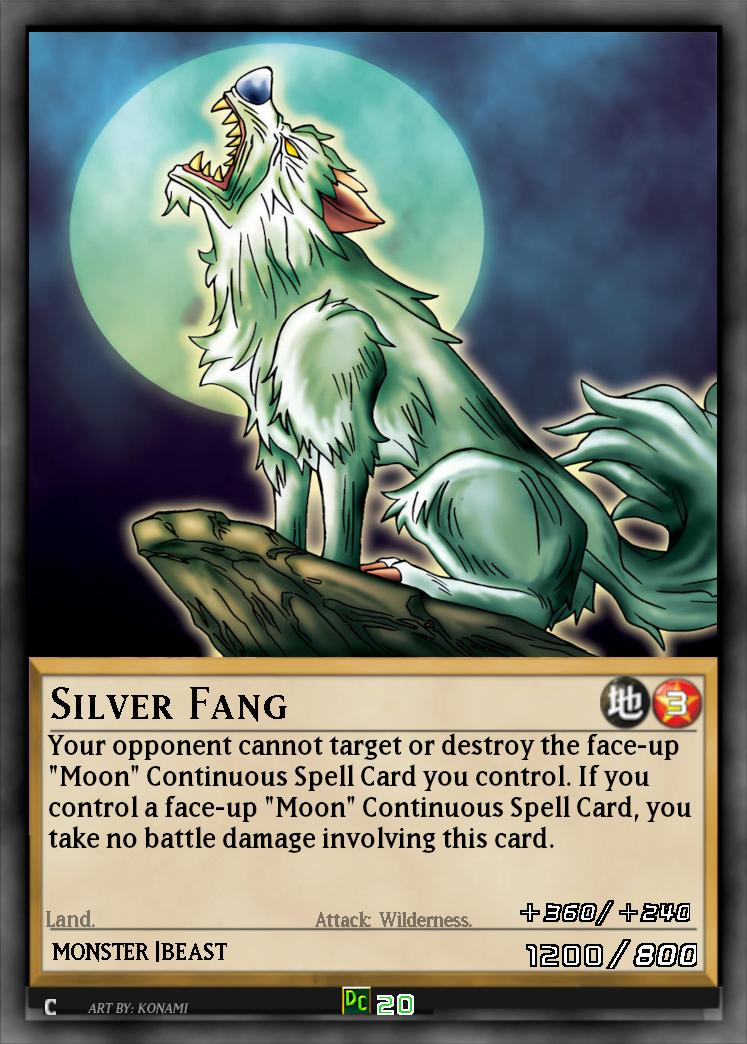 SILVER FANG 地 3
Your opponent cannot target or destroy the face-up
"Moon" Continuous Spell Card you control. If you
control a face-up "Moon" Continuous Spell Card, you
take no battle damage involving this card.
Land. Attack: Wilderness. +360/ +240
MONSTER |BEAST 1200/800
C ART BY: KONAMI DC 20